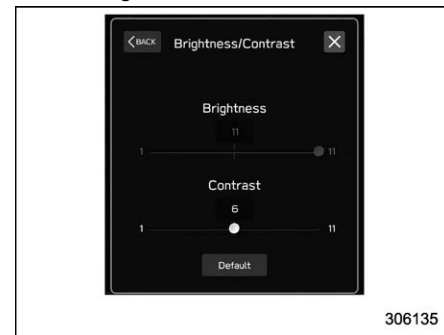 BACK Brightness/Contrast X
Brightness
11
1 11
Contrast
6
1 11
Default
306135